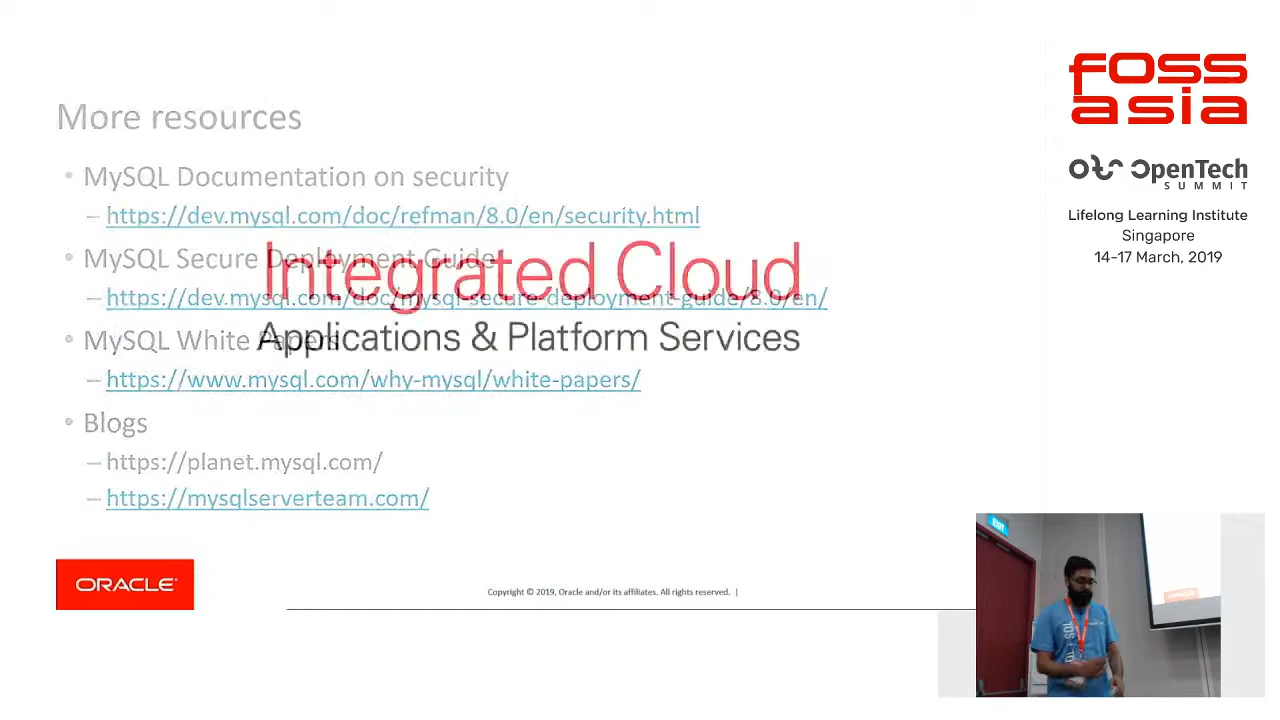 More resources
• MySQL Documentation on security
– https://dev.mysql.com/doc/refman/8.0/en/security.html
• MySQL Secure Deployment Guide
– https://dev.mysql.com/doc/mysql-secure-deployment-guide/8.0/en/
• MySQL White Papers
– https://www.mysql.com/why-mysql/white-papers/
• Blogs
– https://planet.mysql.com/
– https://mysqlserverteam.com/
Integrated Cloud
Applications & Platform Services
ORACLE
Copyright © 2019, Oracle and/or its affiliates. All rights reserved. |
FOSS
asia
OpenTech
SUMMIT
Lifelong Learning Institute
Singapore
14-17 March, 2019
EXIT
ORACLE